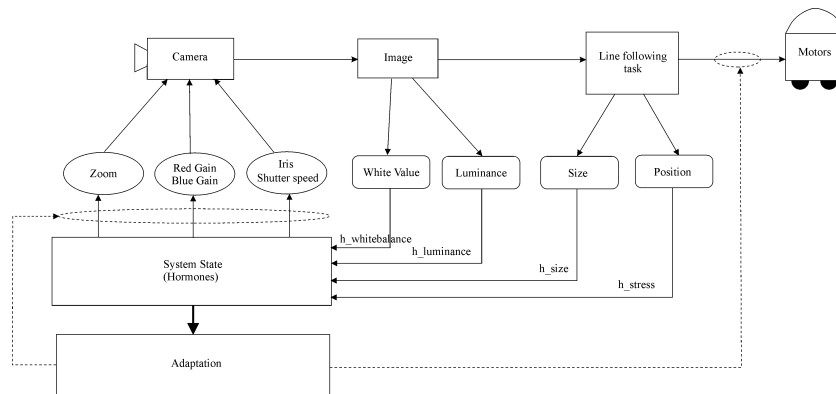 Camera
Image
Line following
task
Motors
Zoom
Red Gain
Blue Gain
Iris
Shutter speed
White Value
Luminance
Size
Position
h_whitebalance
h_luminance
h_size
h_stress
System State
(Hormones)
Adaptation